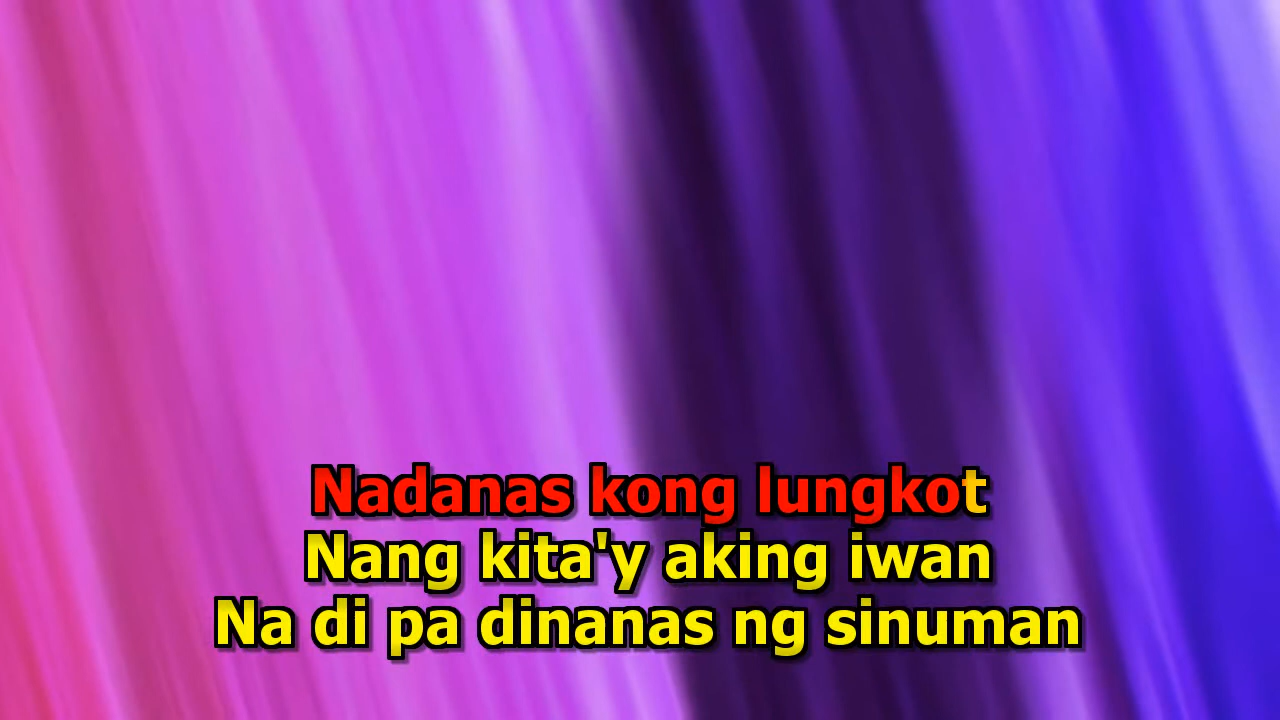 Nadanas kong lungkot
Nang kita'y aking iwan
Na di pa dinanas ng sinuman